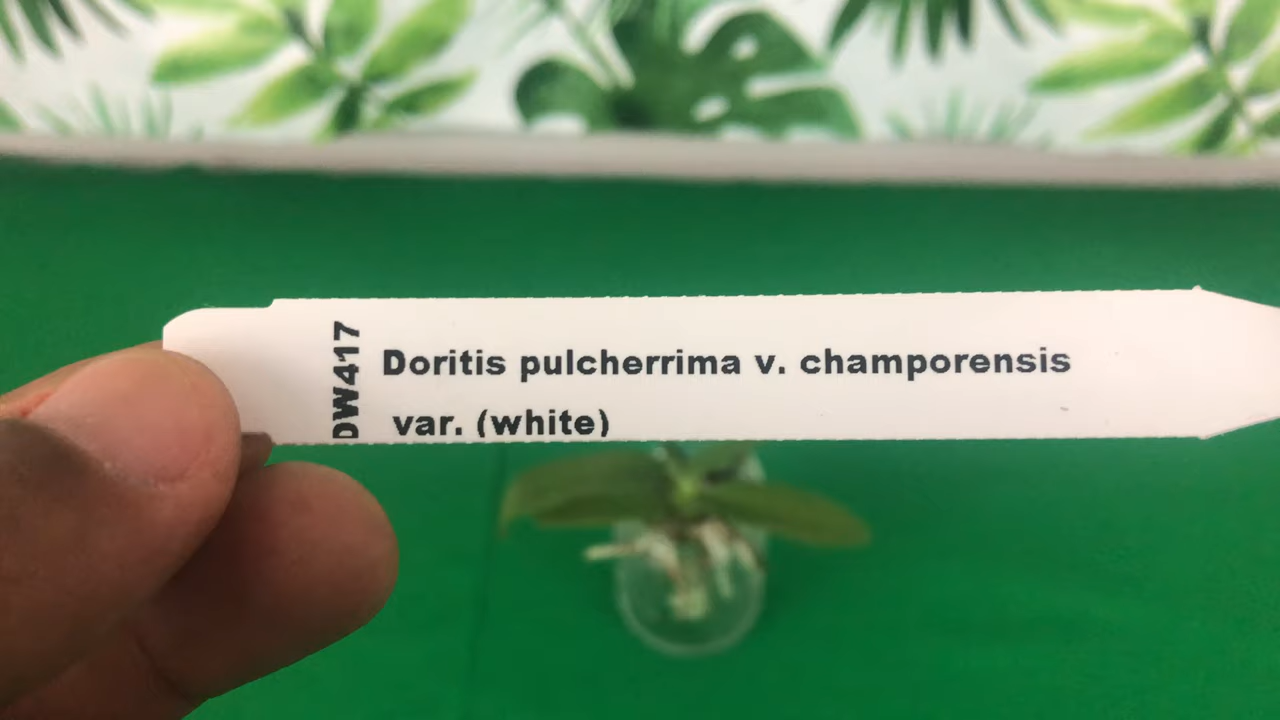 DW417
Doritis pulcherrima v. champorensis
var. (white)